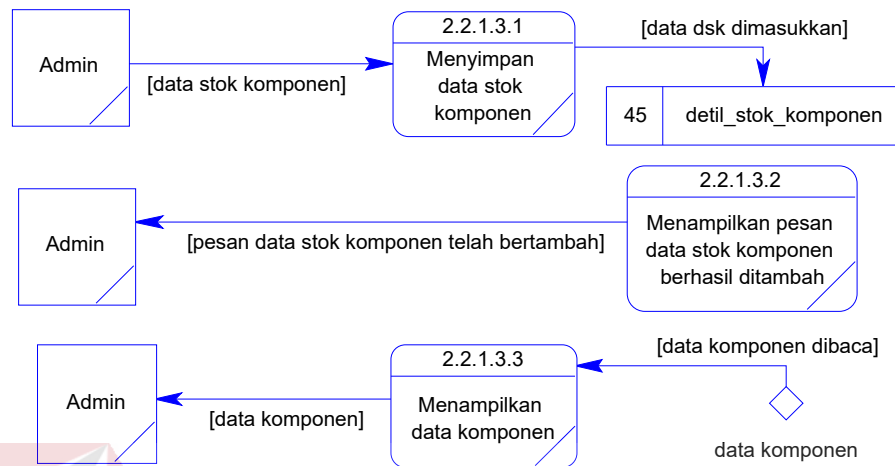 2.2.1.3.1
[data dsk dimasukkan]
Admin
Menyimpan
data stok
komponen
[data stok komponen]
45
detil_stok_komponen
2.2.1.3.2
Admin
Menampilkan pesan
data stok komponen
berhasil ditambah
[pesan data stok komponen telah bertambah]
2.2.1.3.3
[data komponen dibaca]
Admin
Menampilkan
data komponen
[data komponen]
data komponen